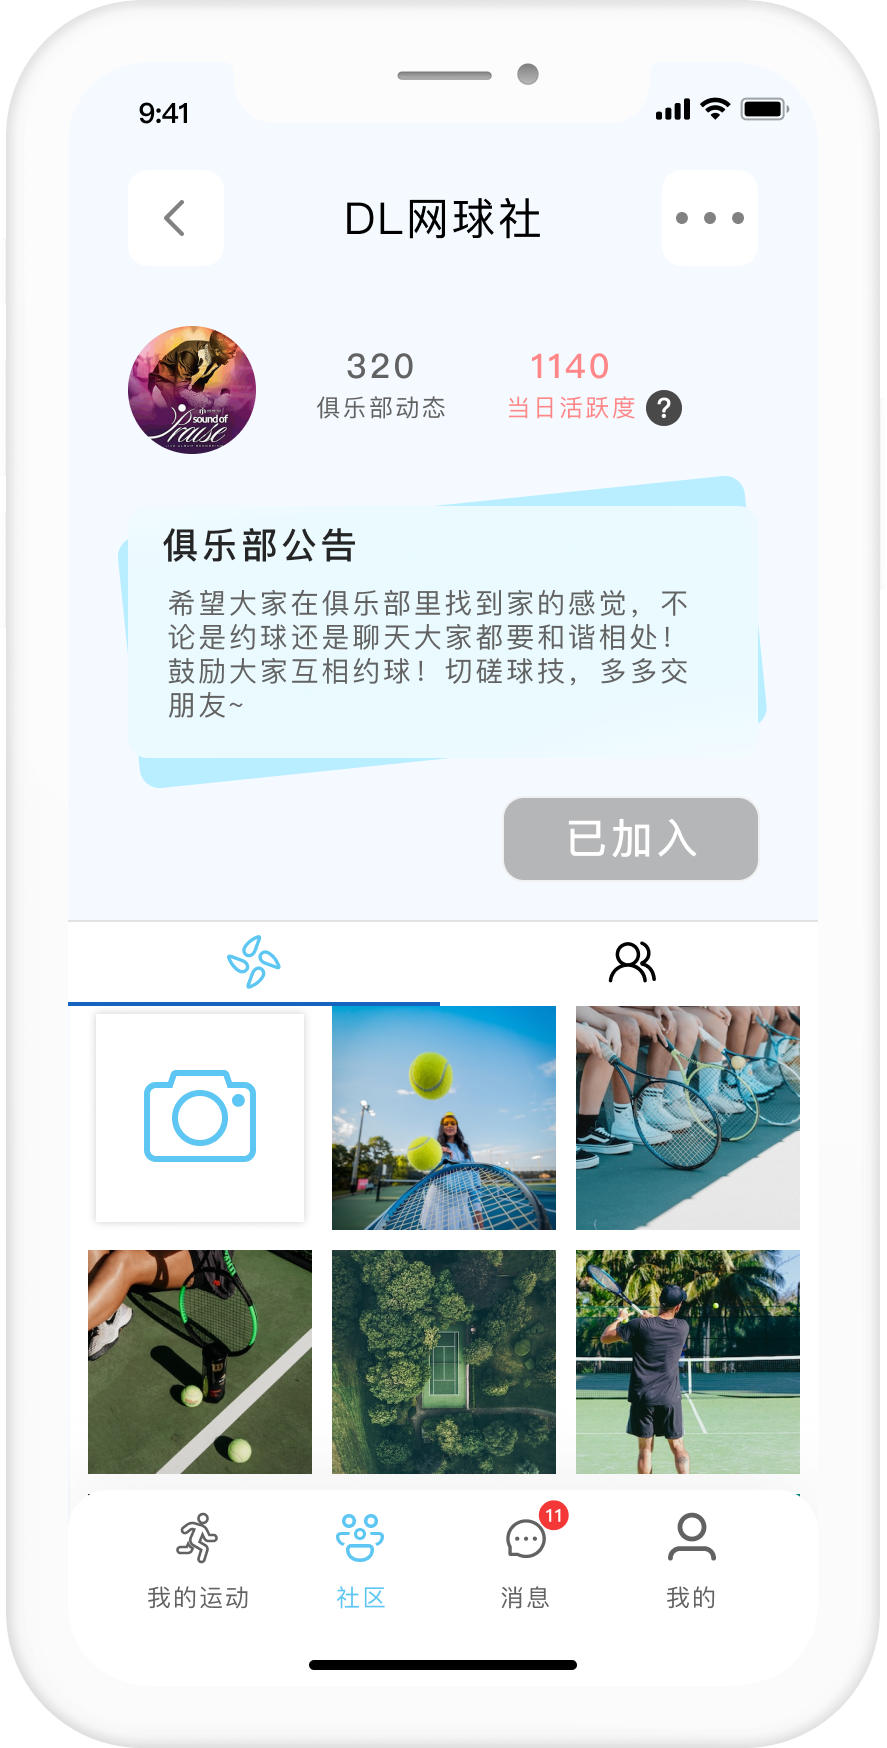 9:41
DL网球社
320
1140
俱乐部动态
当日活跃度 ?
sound of
Praise
俱乐部公告
希望大家在俱乐部里找到家的感觉，不
论是约球还是聊天大家都要和谐相处！
鼓励大家互相约球！切磋球技，多多交
朋友~
已加入
11
我的运动
社区
消息
我的